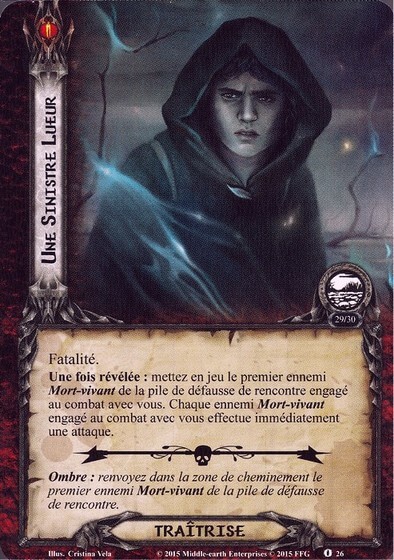 UNE SINISTRE LUEUR
29/30
Fatalité.
Une fois révélée : mettez en jeu le premier ennemi
Mort-vivant de la pile de défausse de rencontre engagé
au combat avec vous. Chaque ennemi Mort-vivant
engagé au combat avec vous effectue immédiatement
une attaque.
Ombre : renvoyez dans la zone de cheminement le
premier ennemi Mort-vivant de la pile de défausse
de rencontre.
TRAÎTRISE
Illus. Cristina Vela © 2015 Middle-earth Enterprises © 2015 FFG 26